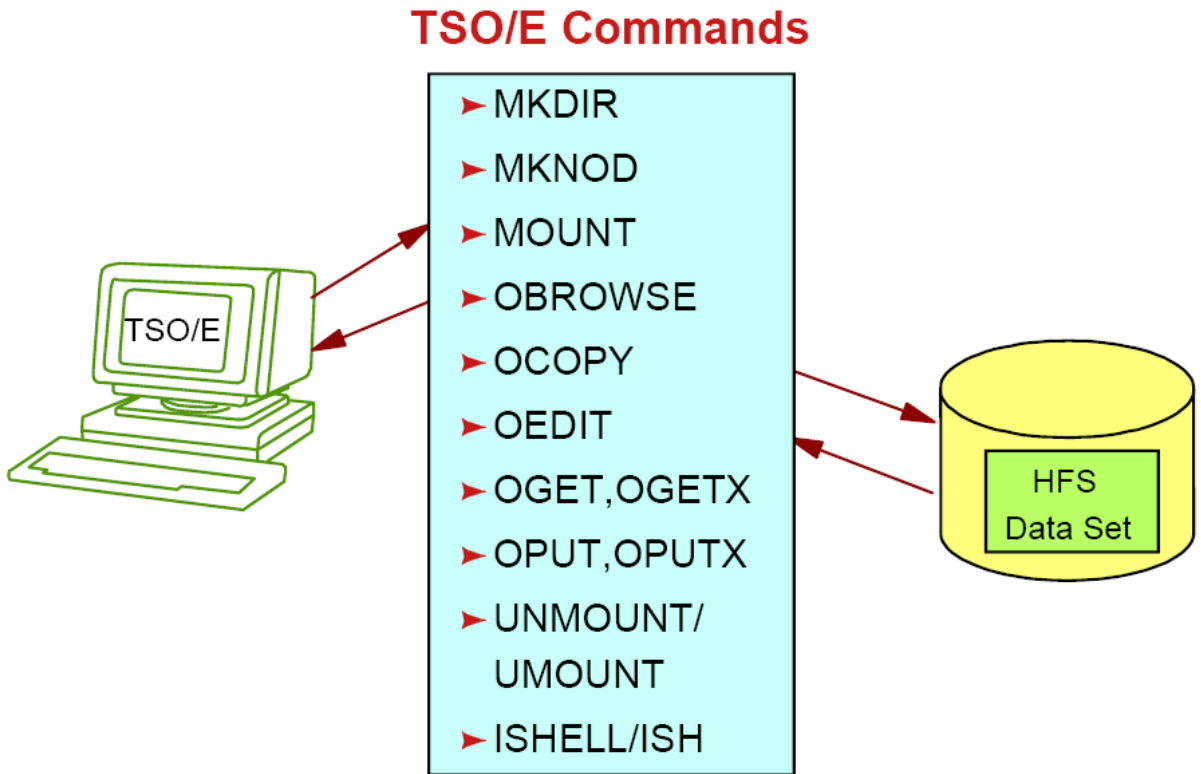 TSO/E Commands
MKDIR
MKNOD
MOUNT
OBROWSE
OCOPY
OEDIT
OGET,OGETX
OPUT,OPUTX
UNMOUNT/
UMOUNT
ISHELL/ISH
TSO/E
HFS
Data Set